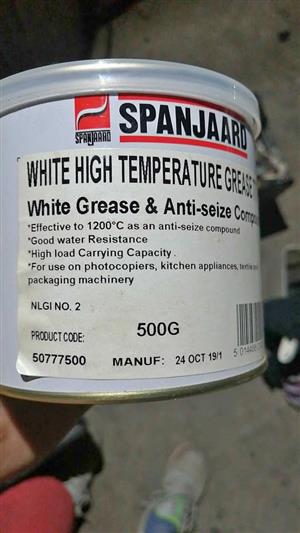 SPANJAARD
SPANJAARD
WHITE HIGH TEMPERATURE GREASE
White Grease & Anti-seize
*Effective to 1200°C as an anti-seize compound
*Good water Resistance
*High load Carrying Capacity .
*For use on photocopiers, kitchen appliances, textile
packaging machinery
NLGI NO. 2
PRODUCT CODE: 500G
50777500 MANUF: 24 OCT 19/1